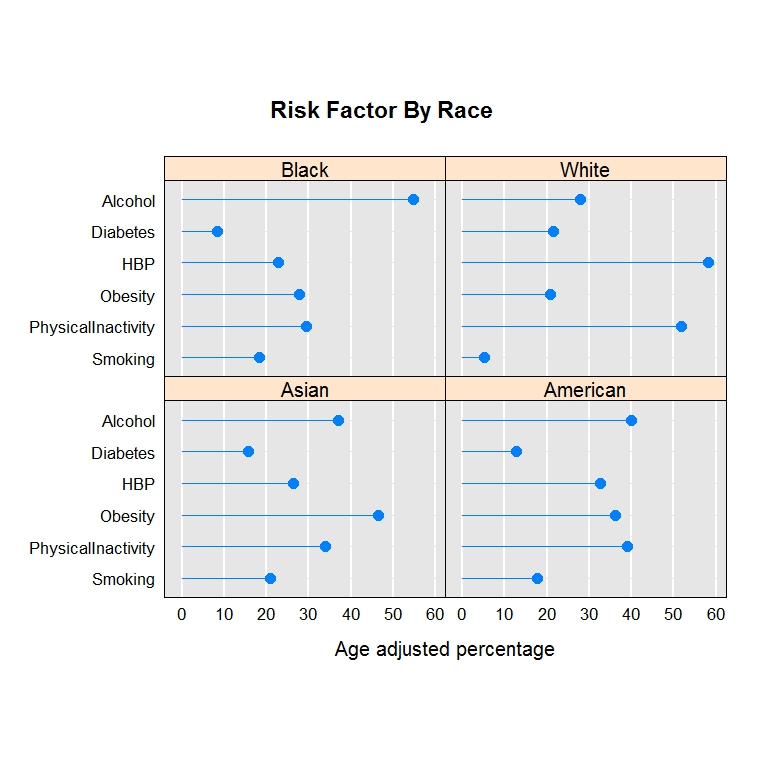 Risk Factor By Race
Black White
Alcohol
Diabetes
HBP
Obesity
PhysicalInactivity
Smoking
Asian American
Alcohol
Diabetes
HBP
Obesity
PhysicalInactivity
Smoking
0 10 20 30 40 50 60 0 10 20 30 40 50 60
Age adjusted percentage